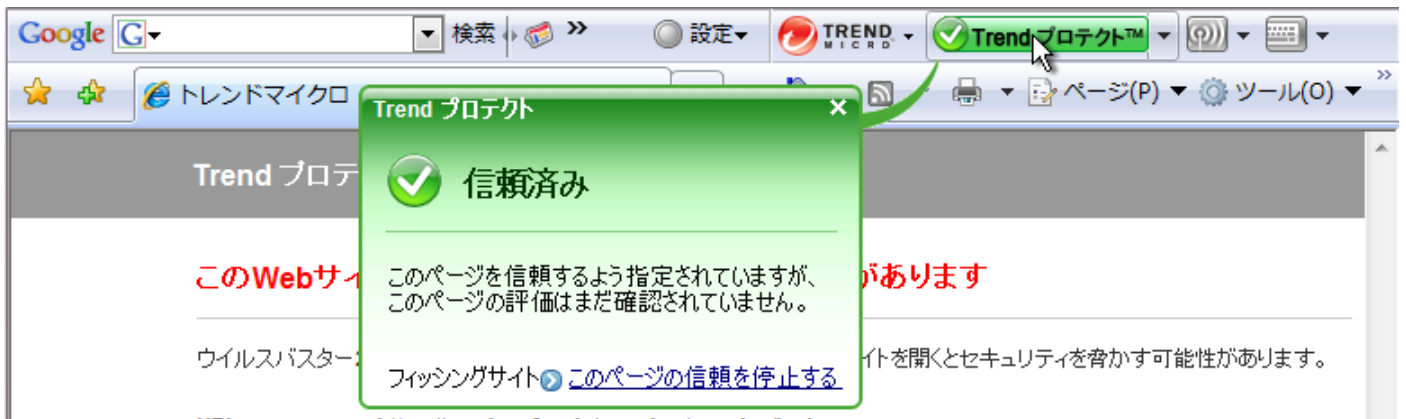 Google G 検索 » 設定 TREND MICRO Trend プロテクト™
トレンドマイクロ ページ(P) ツール(O) »
Trend プロテクト ×
Trend プロテ
信頼済み
このWebサイ があります
このページを信頼するよう指定されていますが、
このページの評価はまだ確認されていません。
ウイルスバスター イトを開くとセキュリティを脅かす可能性があります。
フィッシングサイト このページの信頼を停止する